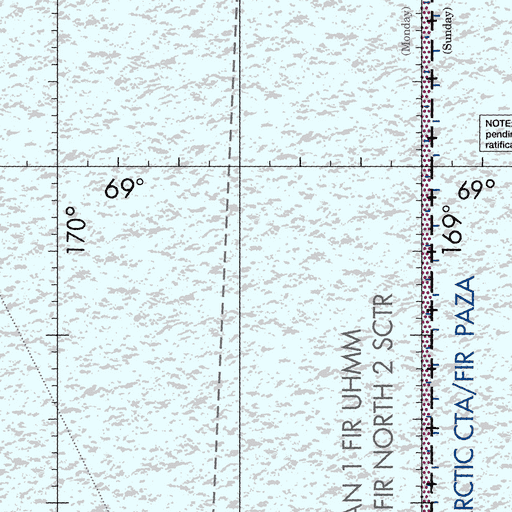 (Monday)
(Sunday)
NOTE:
ratifica
69°
69°
170°
169°
AN 1 FIR UHMM
FIR NORTH 2 SCTR
RCTIC CTA/FIR PAZA